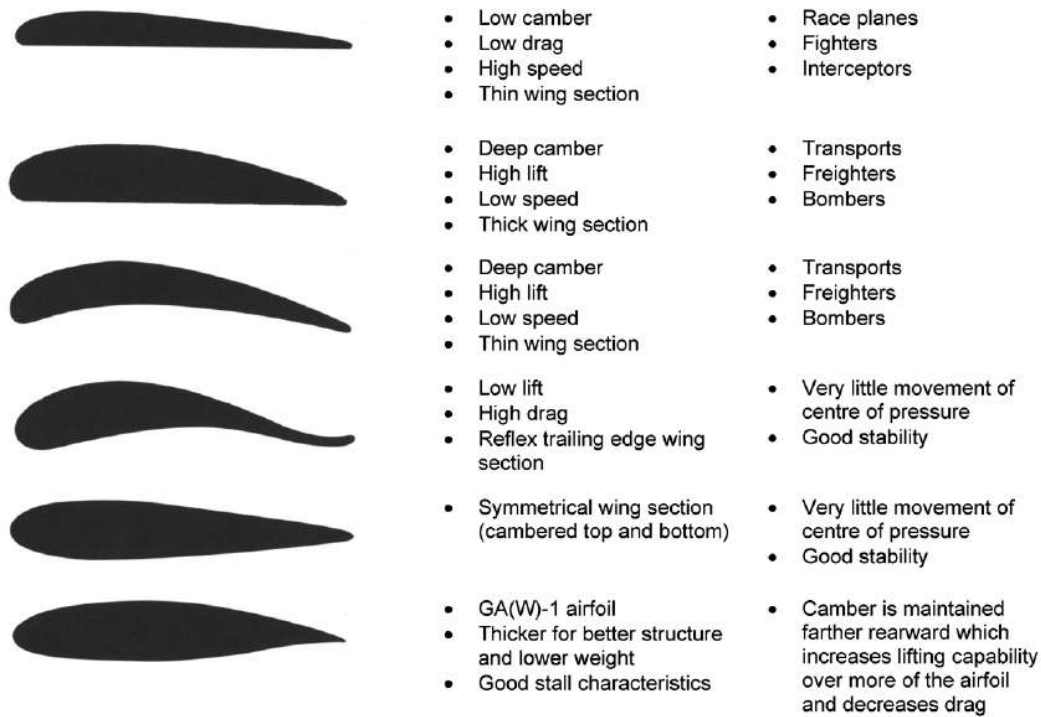 • Low camber
• Low drag
• High speed
• Thin wing section
• Race planes
• Fighters
• Interceptors
• Deep camber
• High lift
• Low speed
• Thick wing section
• Transports
• Freighters
• Bombers
• Deep camber
• High lift
• Low speed
• Thin wing section
• Transports
• Freighters
• Bombers
• Low lift
• High drag
• Reflex trailing edge wing
section
• Very little movement of
centre of pressure
• Good stability
• Symmetrical wing section
(cambered top and bottom)
• Very little movement of
centre of pressure
• Good stability
• GA(W)-1 airfoil
• Thicker for better structure
and lower weight
• Good stall characteristics
• Camber is maintained
farther rearward which
increases lifting capability
over more of the airfoil
and decreases drag